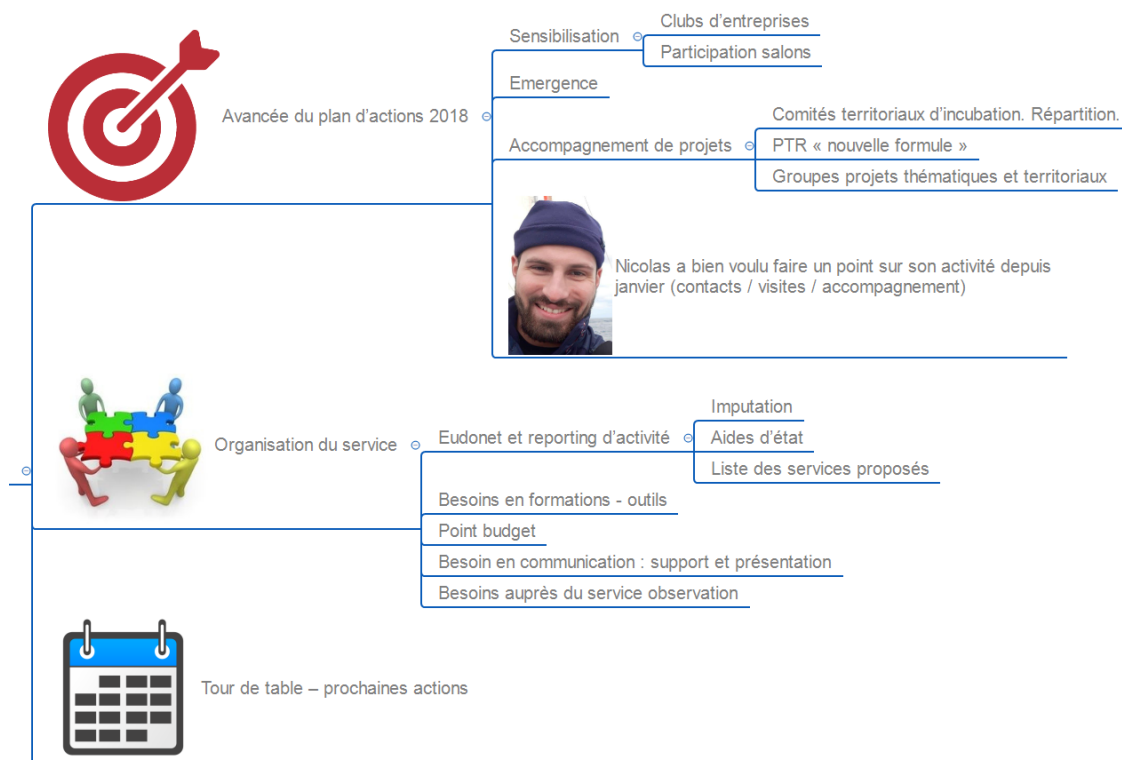 Clubs d’entreprises
Sensibilisation
Participation salons
Emergence
Avancée du plan d’actions 2018
Comités territoriaux d’incubation. Répartition.
Accompagnement de projets
PTR « nouvelle formule »
Groupes projets thématiques et territoriaux
Nicolas a bien voulu faire un point sur son activité depuis
janvier (contacts / visites / accompagnement)
Imputation
Organisation du service
Eudonet et reporting d’activité
Aides d’état
Liste des services proposés
Besoins en formations - outils
Point budget
Besoin en communication : support et présentation
Besoins auprès du service observation
Tour de table – prochaines actions